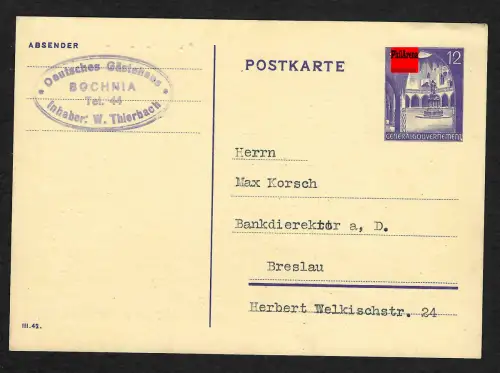 ABSENDER
Deutsches Gästehaus
BOCHNIA
Tel. 44
Inhaber: W. Thierbach
POSTKARTE
12
GENERALGOUVERNEMENT
Herrn
Max Korsch
Bankdierektor a, D.
Breslau
Herbert Welkischstr. 24
III.42.